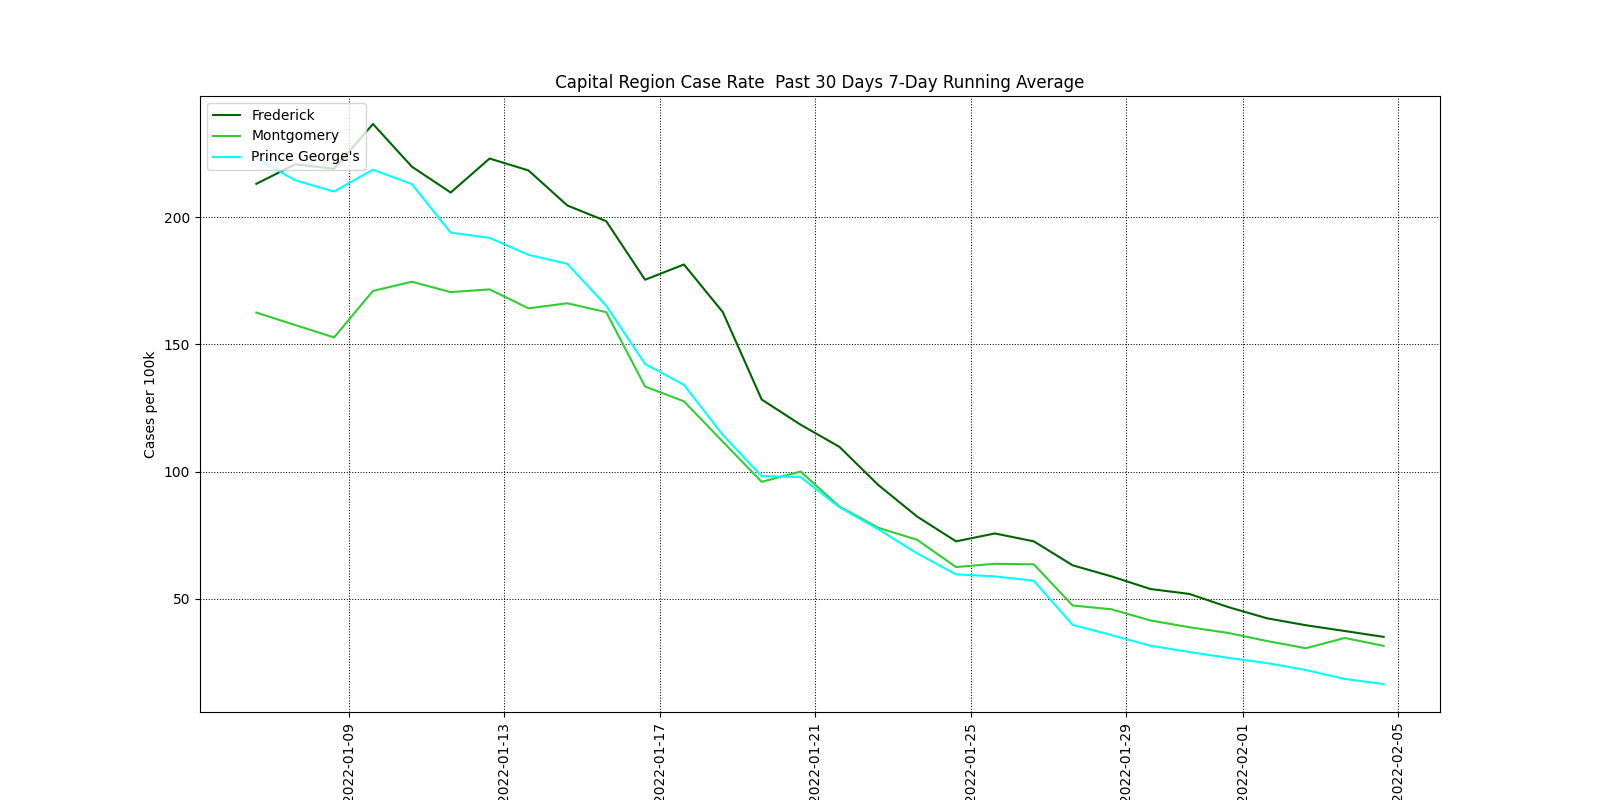 Capital Region Case Rate  Past 30 Days 7-Day Running Average
Frederick
Montgomery
Prince George's
200
150
100
50
Cases per 100k
2022-01-09
2022-01-13
2022-01-17
2022-01-21
2022-01-25
2022-01-29
2022-02-01
2022-02-05